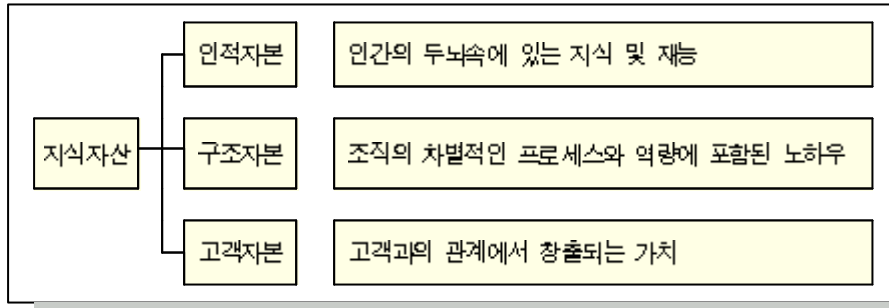 인적자본 인간의 두뇌속에 있는 지식 및 재능
지식자산 구조자본 조직의 차별적인 프로세스와 역량에 포함된 노하우
고객자본 고객과의 관계에서 창출되는 가치